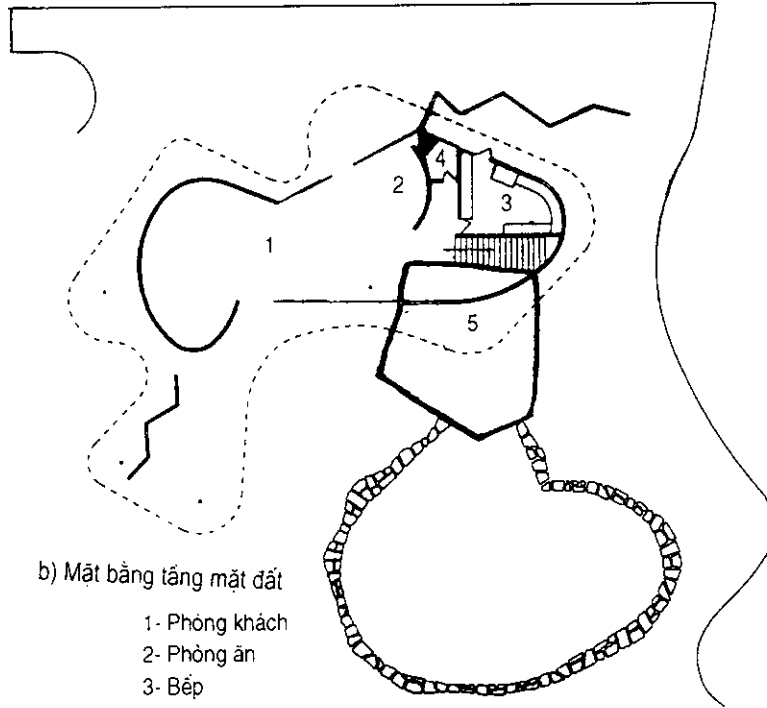 4
2
3
1
5
b) Mặt bằng tầng mặt đất
1- Phòng khách
2- Phòng ăn
3- Bếp